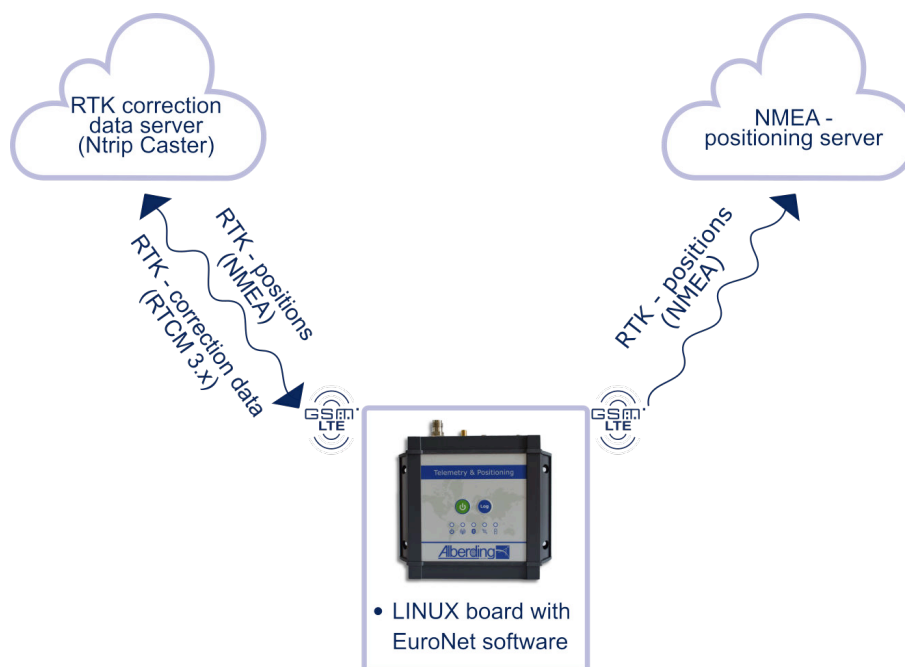 RTK correction
data server
(Ntrip Caster)
NMEA -
positioning server
RTK - positions
(NMEA)
RTK - correction data
(RTCM 3.x)
RTK - positions
(NMEA)
GSM
LTE
GSM
LTE
Telemetry & Positioning
Log
Alberding
• LINUX board with
EuroNet software